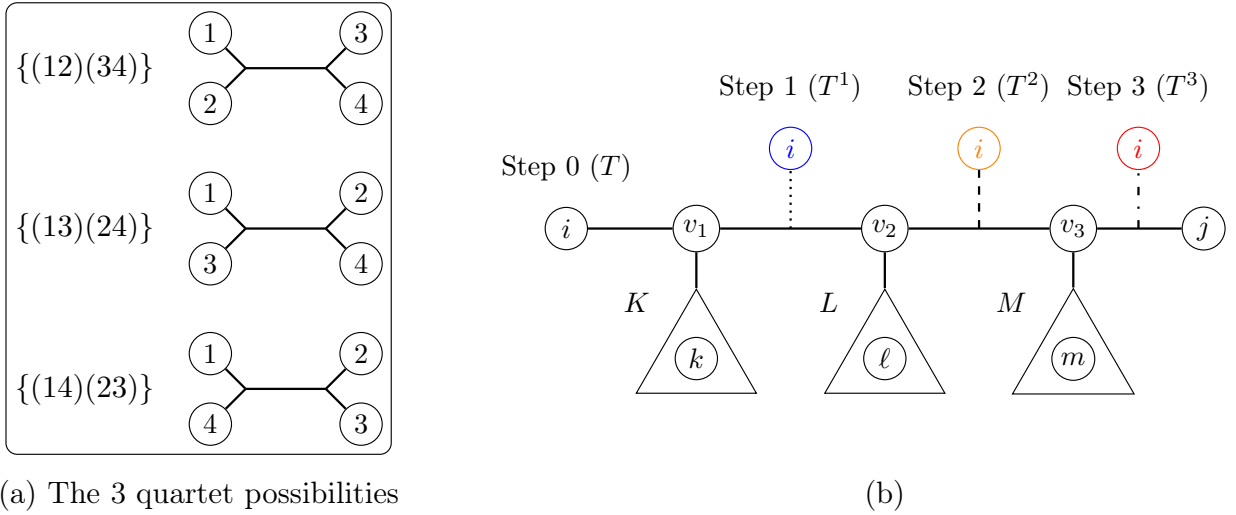 {(12)(34)}
1
3
2
4
{(13)(24)}
1
2
3
4
{(14)(23)}
1
2
4
3
(a) The 3 quartet possibilities
Step 1 (T¹) Step 2 (T²) Step 3 (T³)
i i i
Step 0 (T)
i v₁ v₂ v₃ j
K L M
k ℓ m
(b)